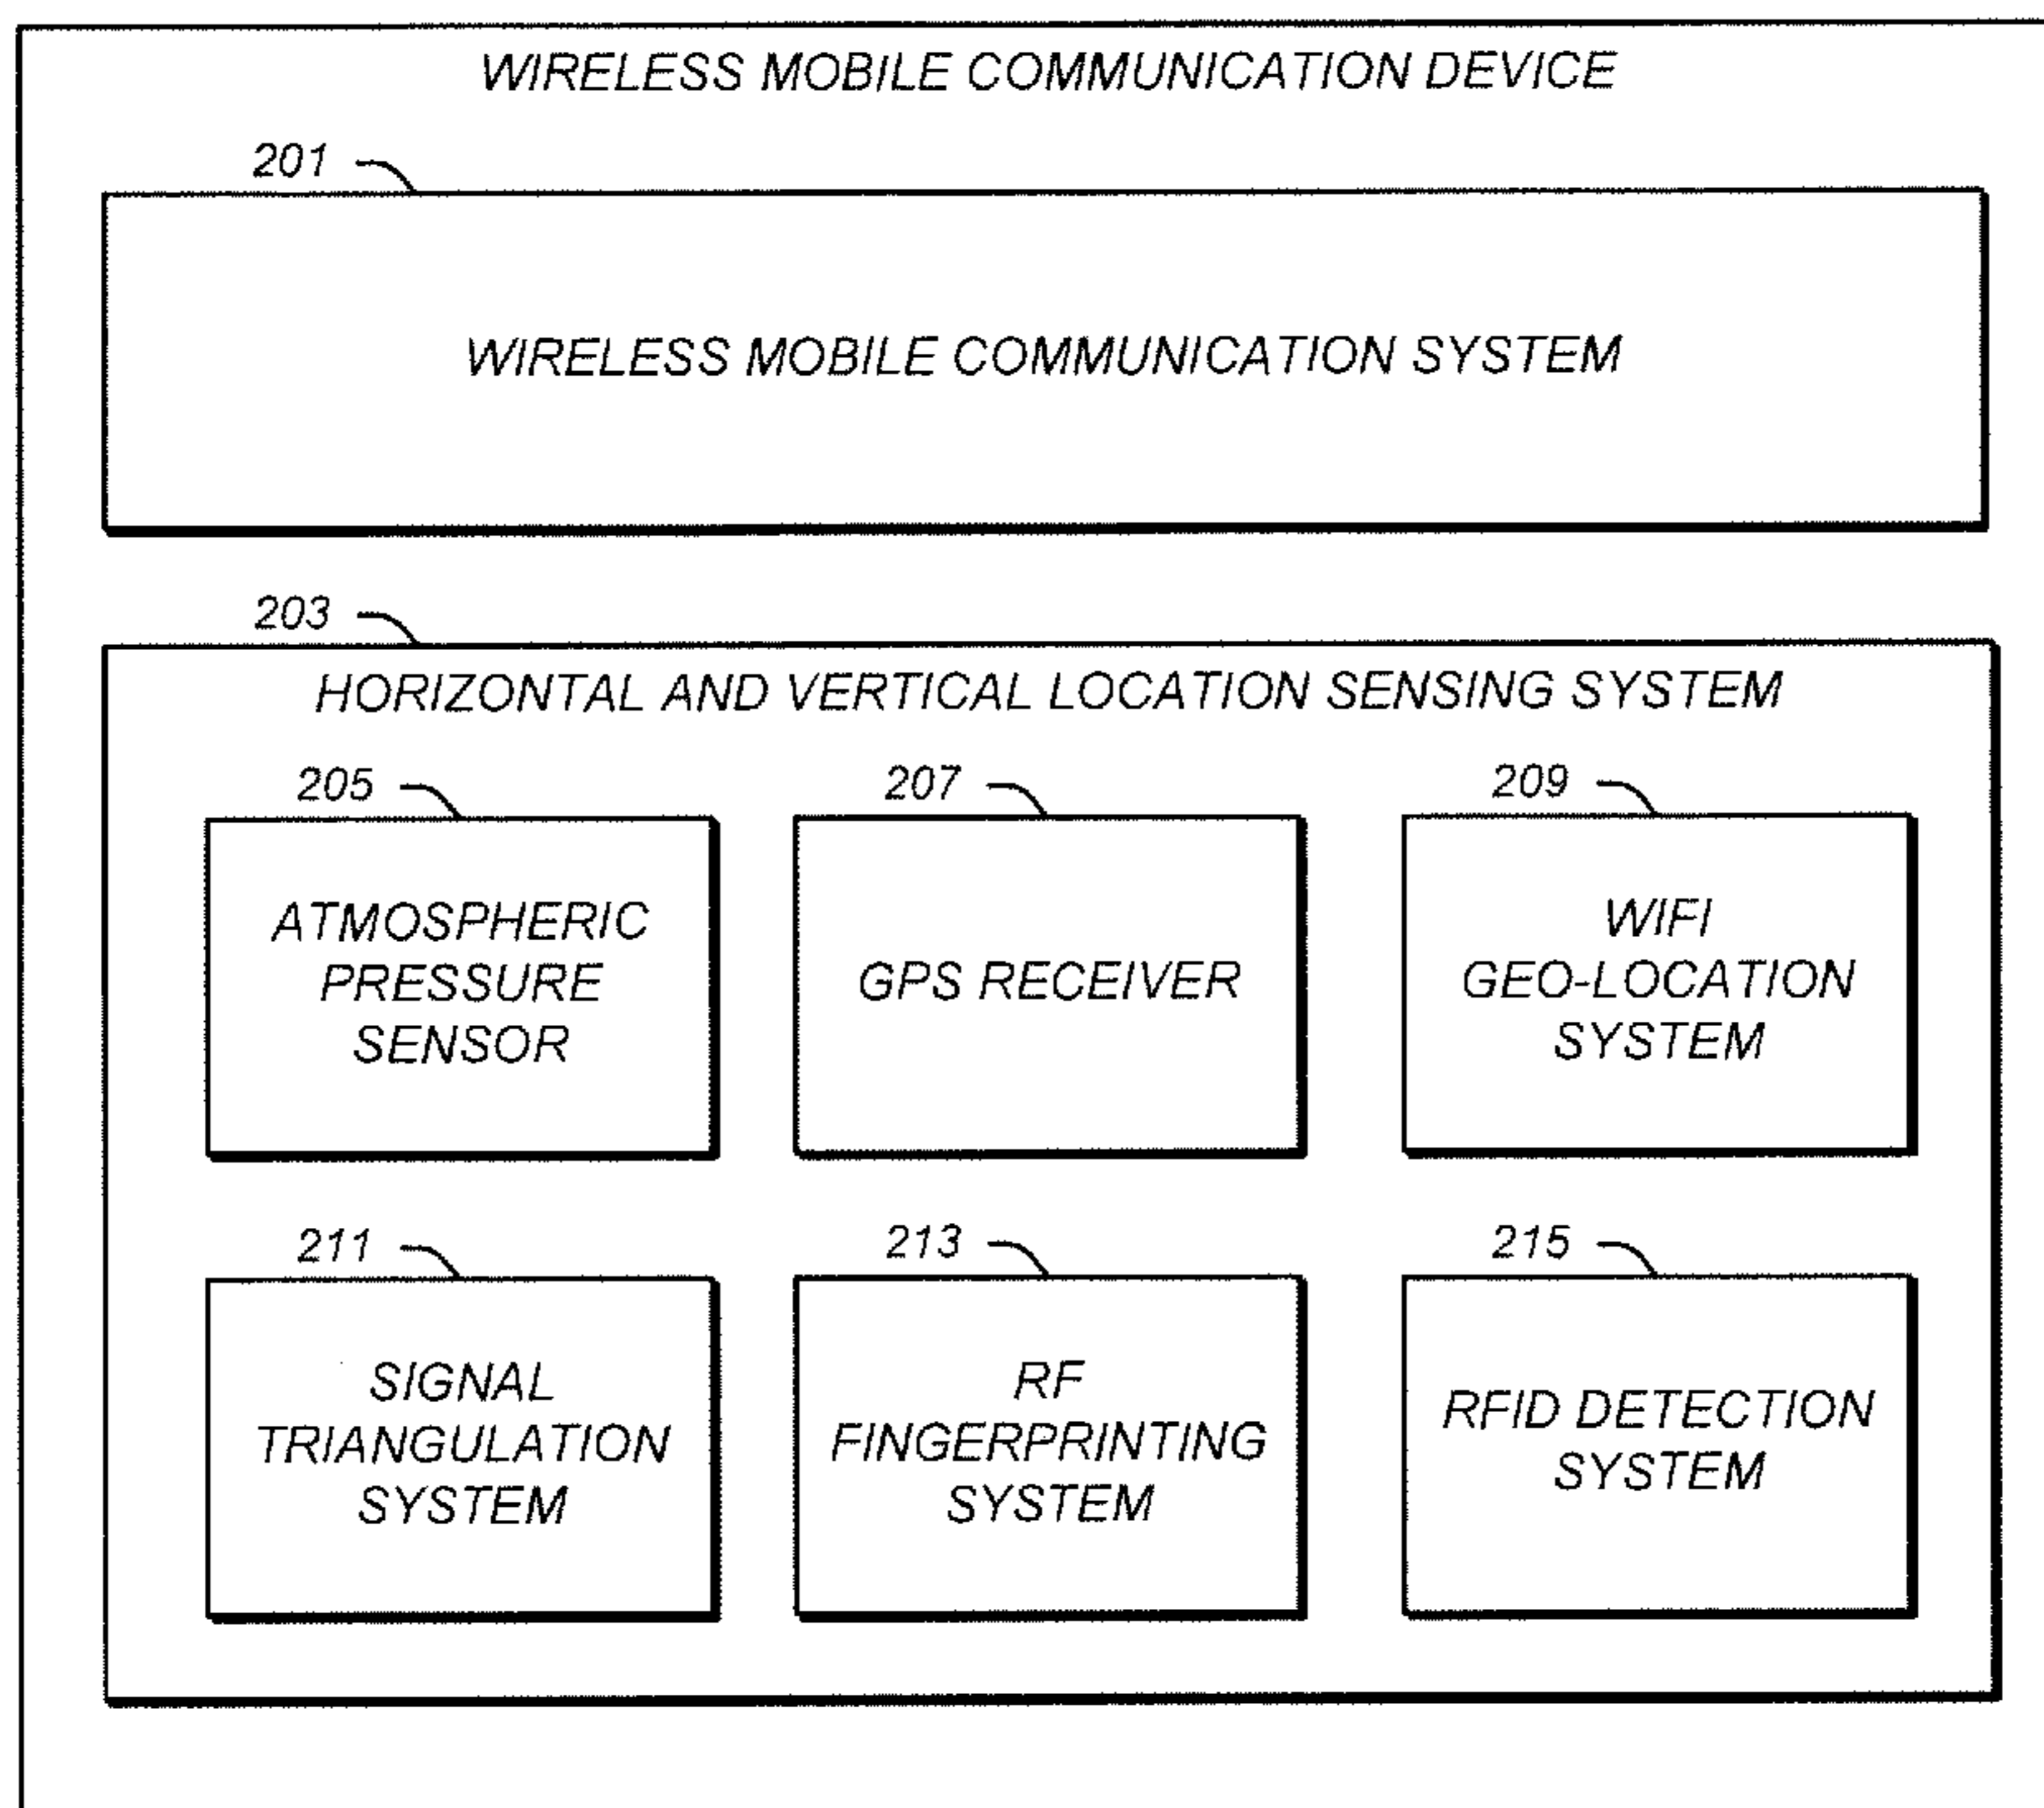 WIRELESS MOBILE COMMUNICATION DEVICE
201
WIRELESS MOBILE COMMUNICATION SYSTEM
203
HORIZONTAL AND VERTICAL LOCATION SENSING SYSTEM
205
ATMOSPHERIC
PRESSURE
SENSOR
207
GPS RECEIVER
209
WIFI
GEO-LOCATION
SYSTEM
211
SIGNAL
TRIANGULATION
SYSTEM
213
RF
FINGERPRINTING
SYSTEM
215
RFID DETECTION
SYSTEM